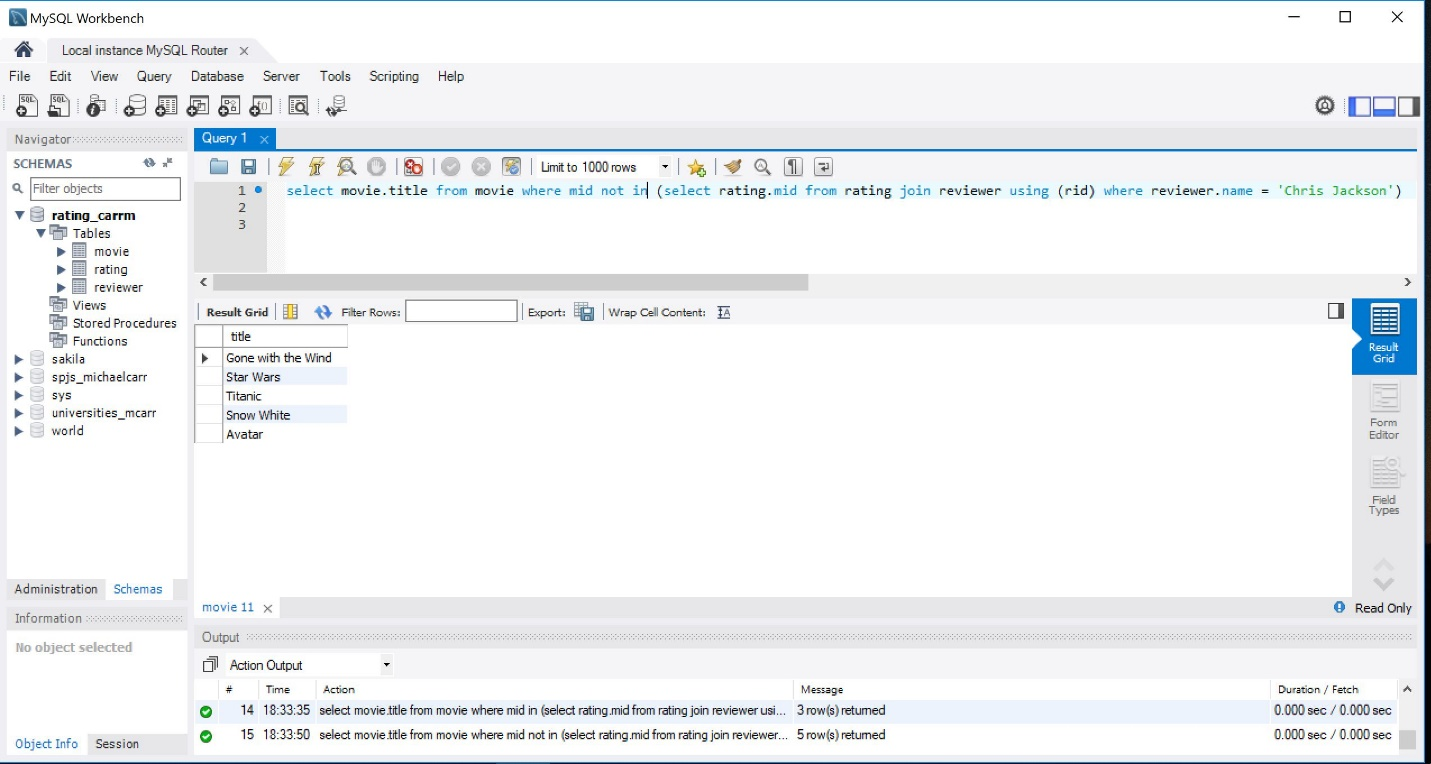 MySQL Workbench
Local instance MySQL Router
File Edit View Query Database Server Tools Scripting Help
Navigator
Query 1
SCHEMAS
Limit to 1000 rows
Filter objects
1 select movie.title from movie where mid not in (select rating.mid from rating join reviewer using (rid) where reviewer.name = 'Chris Jackson')
2
3
rating_carrm
Tables
movie
rating
reviewer
Views
Stored Procedures
Functions
sakila
spjs_michaelcarr
sys
universities_mcarr
world
Result Grid Filter Rows: Export: Wrap Cell Content:
title
Gone with the Wind
Star Wars
Titanic
Snow White
Avatar
Result
Grid
Form
Editor
Field
Types
Administration Schemas
movie 11
Read Only
Information
No object selected
Output
Action Output
# Time Action Message Duration / Fetch
14 18:33:35 select movie.title from movie where mid in (select rating.mid from rating join reviewer usi... 3 row(s) returned 0.000 sec / 0.000 sec
15 18:33:50 select movie.title from movie where mid not in (select rating.mid from rating join reviewer... 5 row(s) returned 0.000 sec / 0.000 sec
Object Info Session